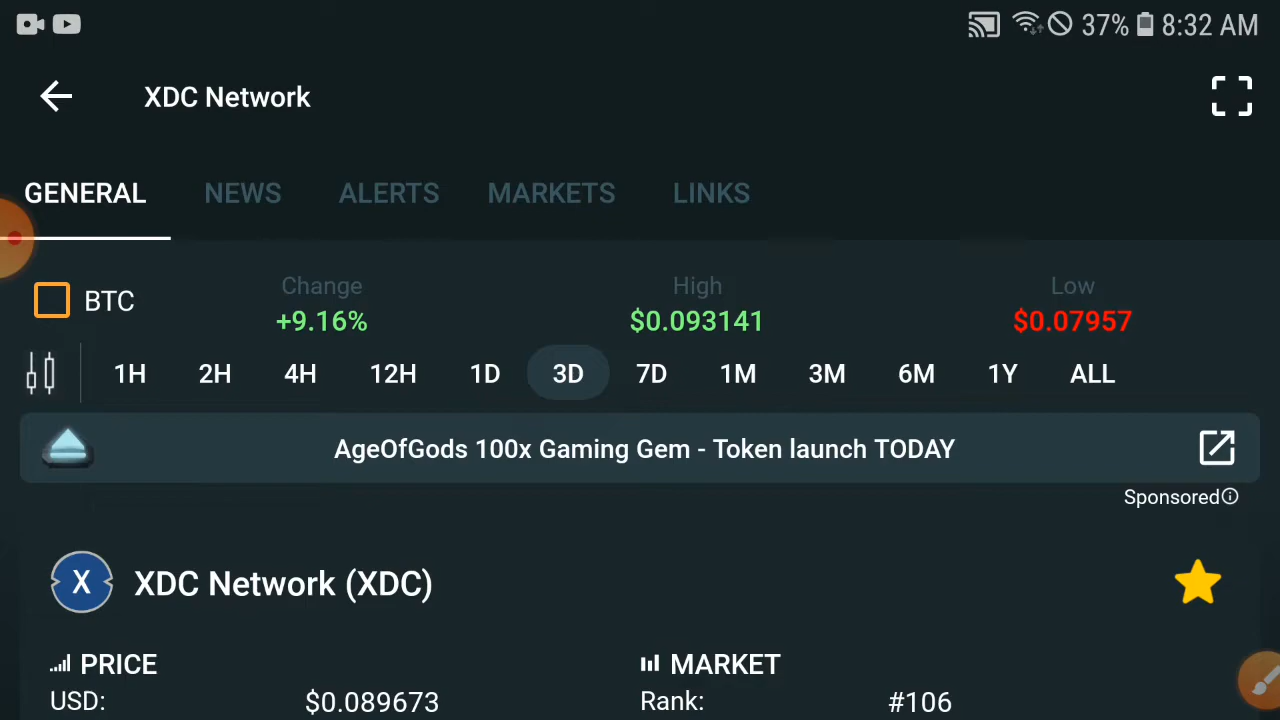 37% 8:32 AM
XDC Network
GENERAL NEWS ALERTS MARKETS LINKS
BTC Change High Low
+9.16% $0.093141 $0.07957
1H 2H 4H 12H 1D 3D 7D 1M 3M 6M 1Y ALL
AgeOfGods 100x Gaming Gem - Token launch TODAY
Sponsored
X XDC Network (XDC)
PRICE MARKET
USD: $0.089673 Rank: #106